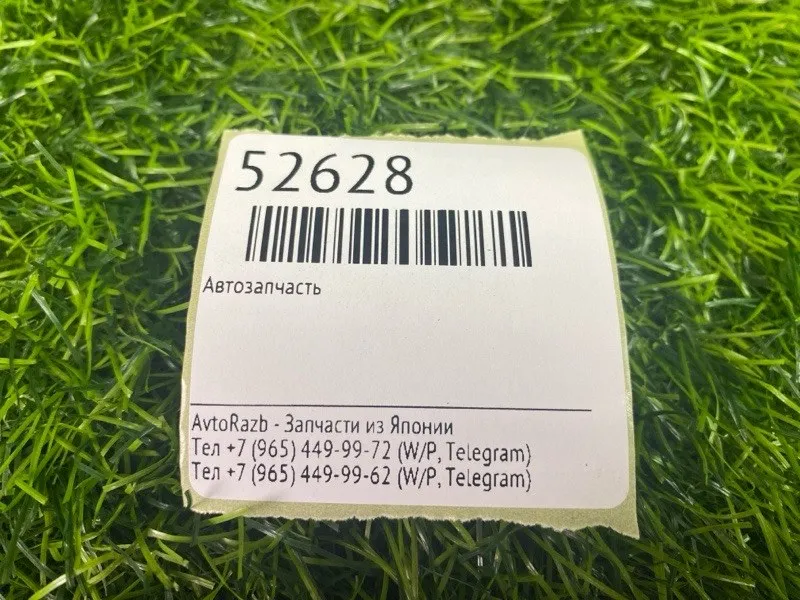 52628
Автозапчасть
AvtoRazb - Запчасти из Японии
Тел +7 (965) 449-99-72 (W/P, Telegram)
Тел +7 (965) 449-99-62 (W/P, Telegram)